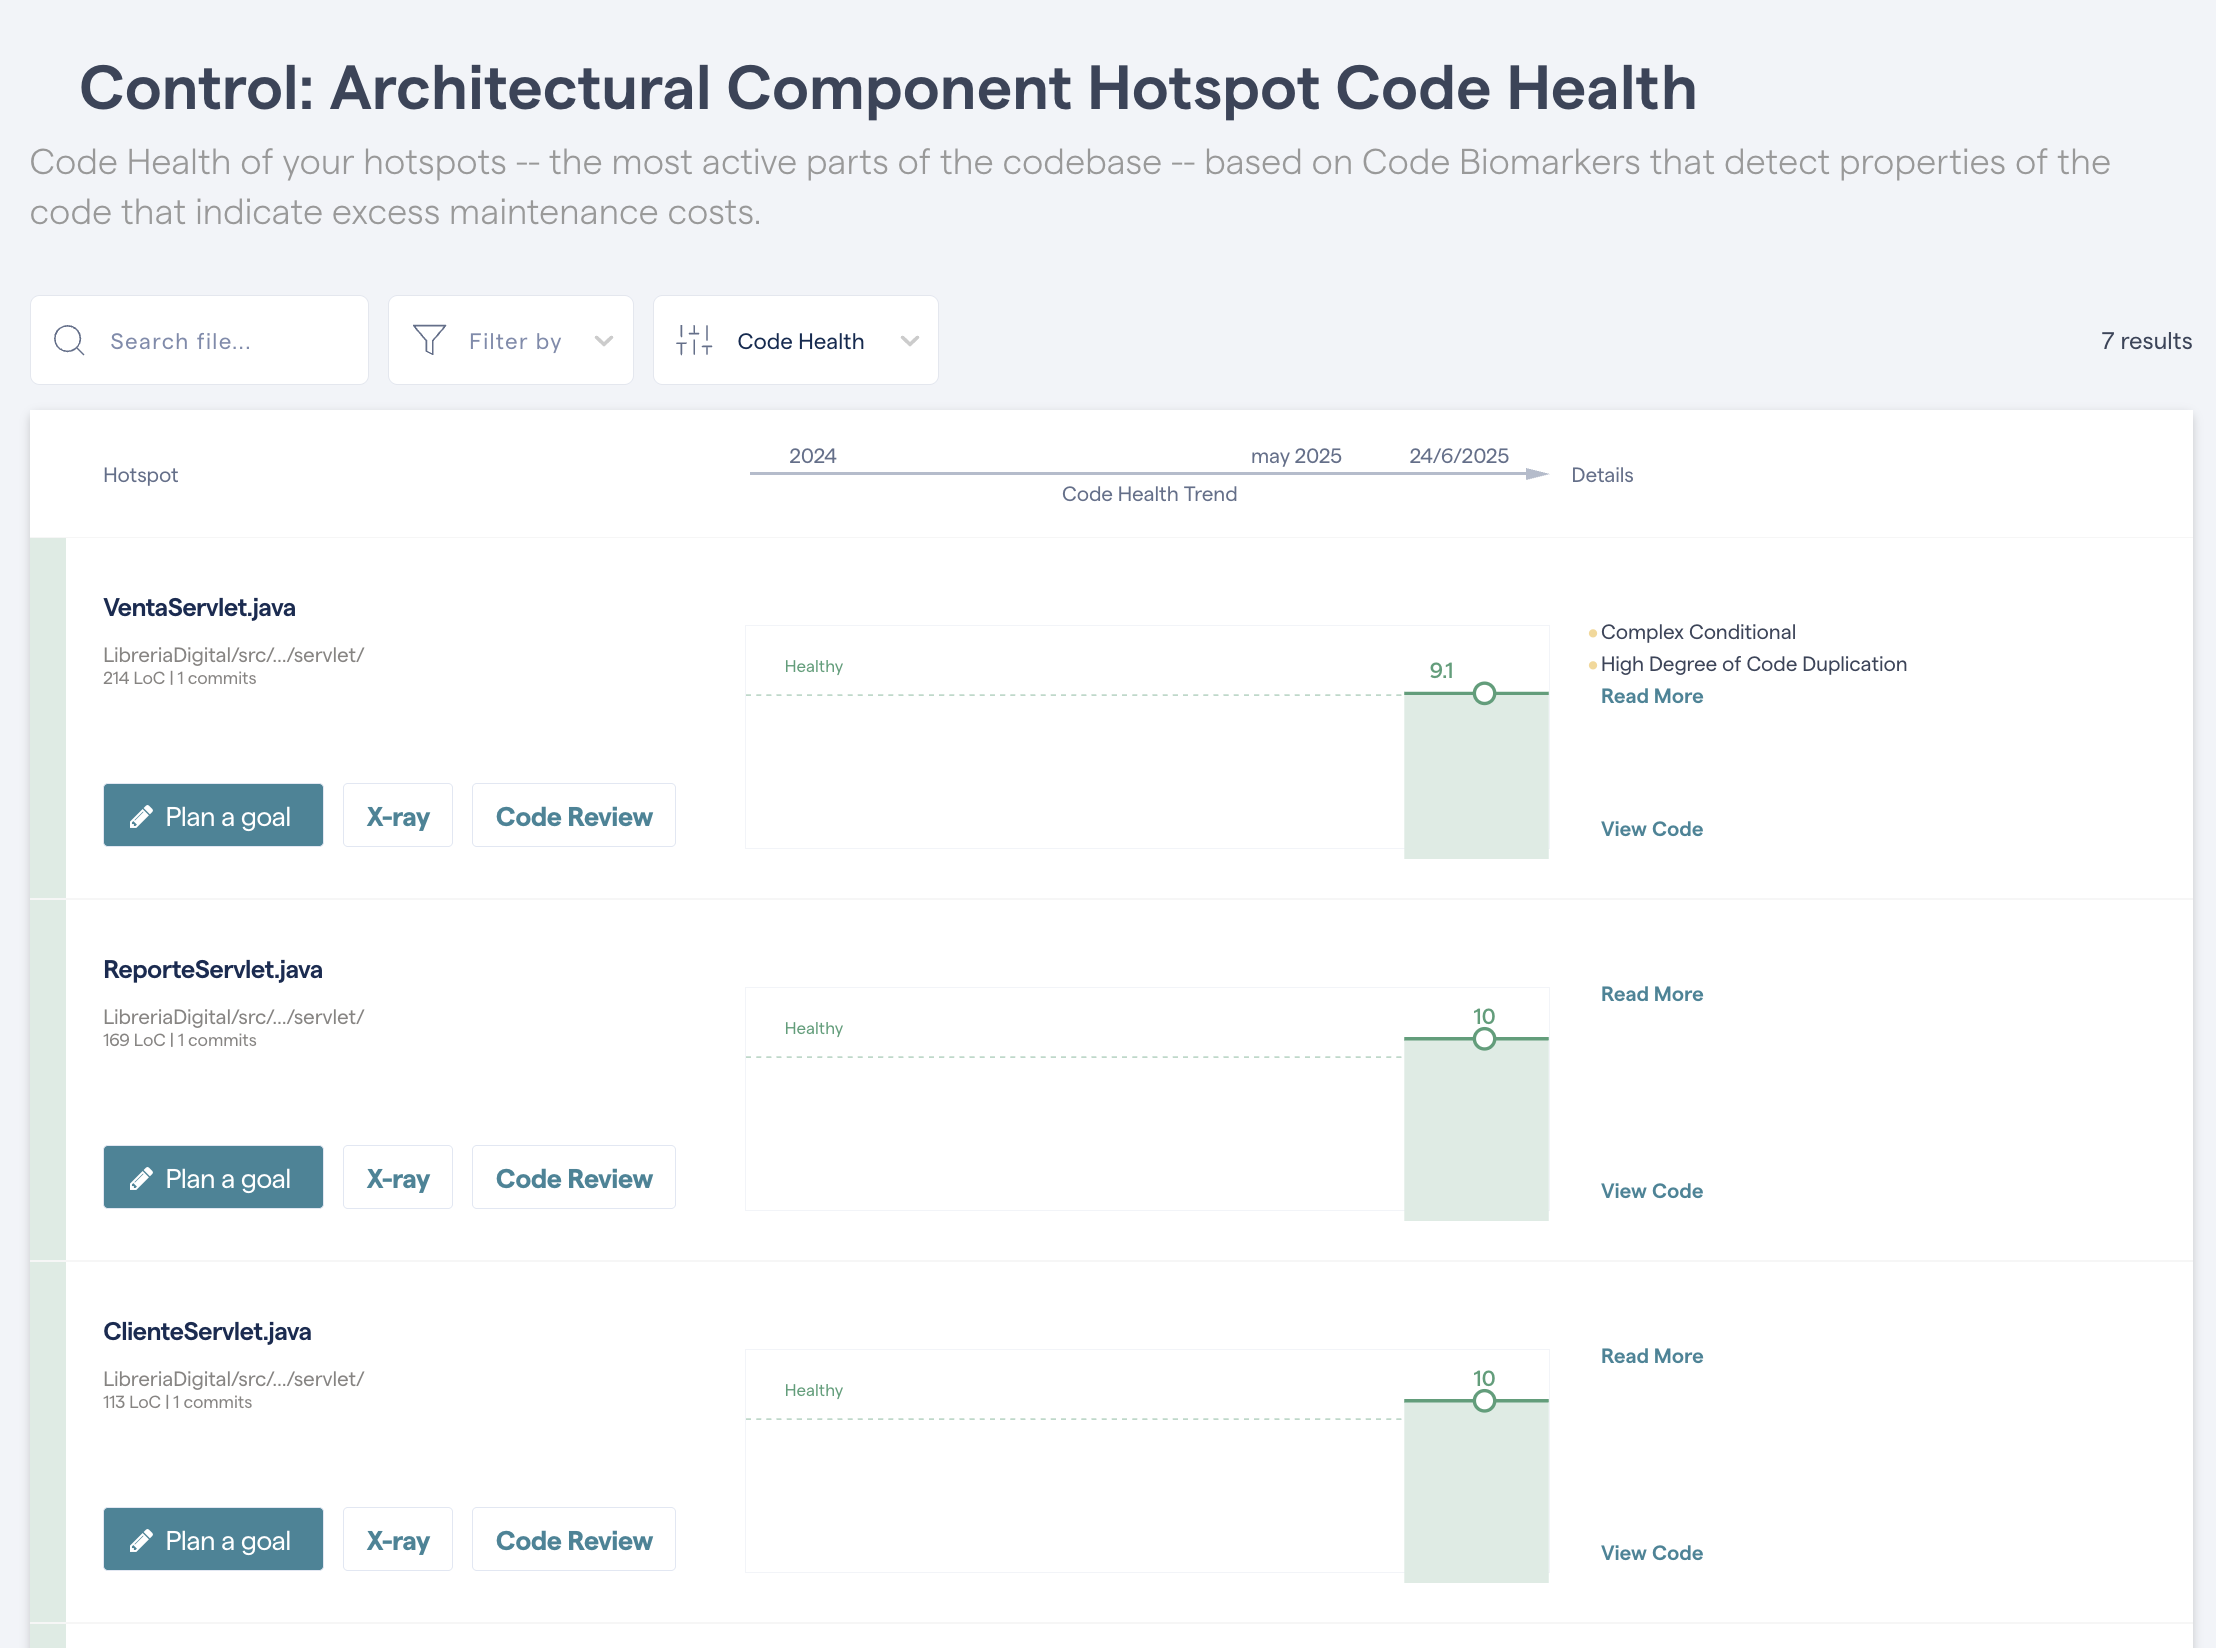 Control: Architectural Component Hotspot Code Health
Code Health of your hotspots -- the most active parts of the codebase -- based on Code Biomarkers that detect properties of the
code that indicate excess maintenance costs.
Search file...
Filter by
Code Health
7 results
Hotspot
2024
may 2025
24/6/2025
Code Health Trend
Details
VentaServlet.java
LibreriaDigital/src/.../servlet/
214 LoC | 1 commits
Plan a goal
X-ray
Code Review
Healthy
9.1
Complex Conditional
High Degree of Code Duplication
Read More
View Code
ReporteServlet.java
LibreriaDigital/src/.../servlet/
169 LoC | 1 commits
Plan a goal
X-ray
Code Review
Healthy
10
Read More
View Code
ClienteServlet.java
LibreriaDigital/src/.../servlet/
113 LoC | 1 commits
Plan a goal
X-ray
Code Review
Healthy
10
Read More
View Code